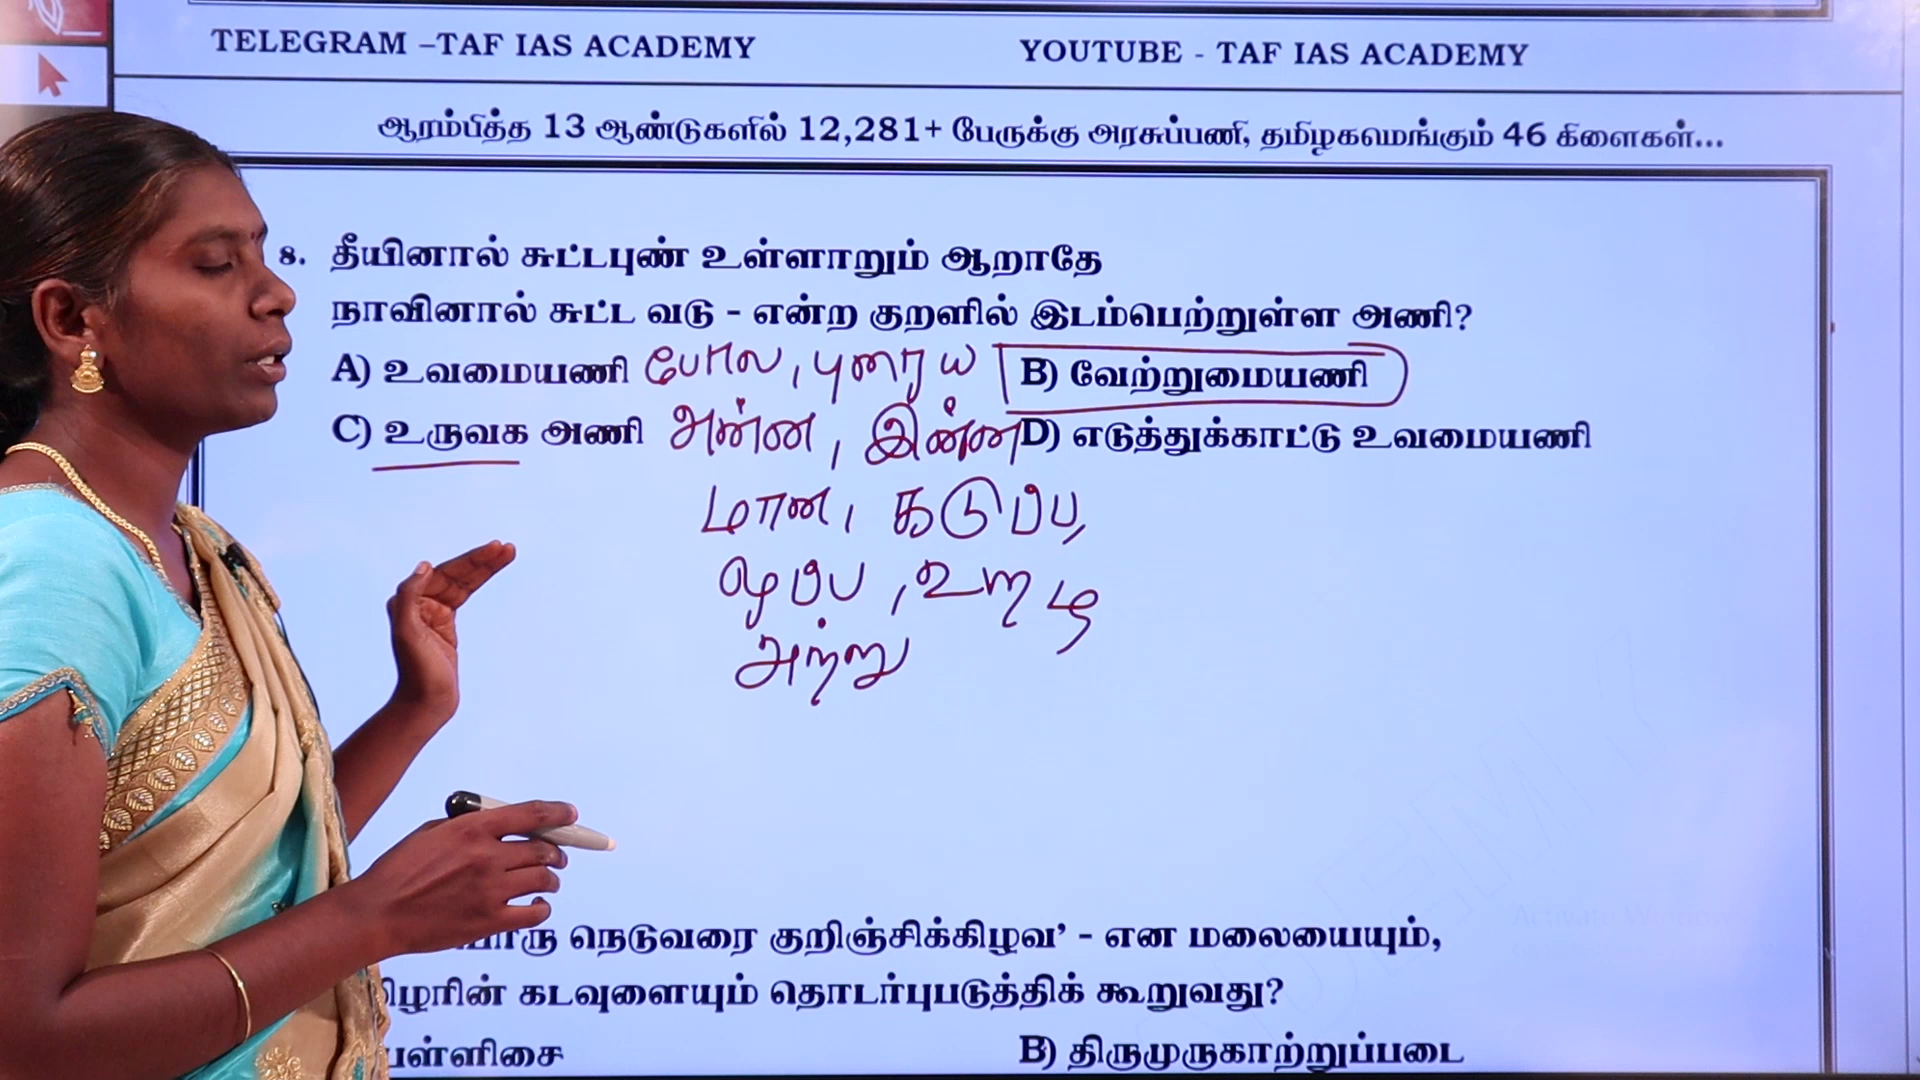 TELEGRAM –TAF IAS ACADEMY YOUTUBE - TAF IAS ACADEMY
ஆரம்பித்த 13 ஆண்டுகளில் 12,281+ பேருக்கு அரசுப்பணி, தமிழகமெங்கும் 46 கிளைகள்...
8. தீயினால் சுட்டபுண் உள்ளாறும் ஆறாதே
நாவினால் சுட்ட வடு - என்ற குறளில் இடம்பெற்றுள்ள அணி?
A) உவமையணி போல, புரைய B) வேற்றுமையணி
C) உருவக அணி அன்ன, இன்ன D) எடுத்துக்காட்டு உவமையணி
மான, கடுப்ப,
ஒப்ப, உறழ
அற்று
நெடுவரை குறிஞ்சிக்கிழவ’ - என மலையையும்,
கடவுளையும் தொடர்புபடுத்திக் கூறுவது?
B) திருமுருகாற்றுப்படை